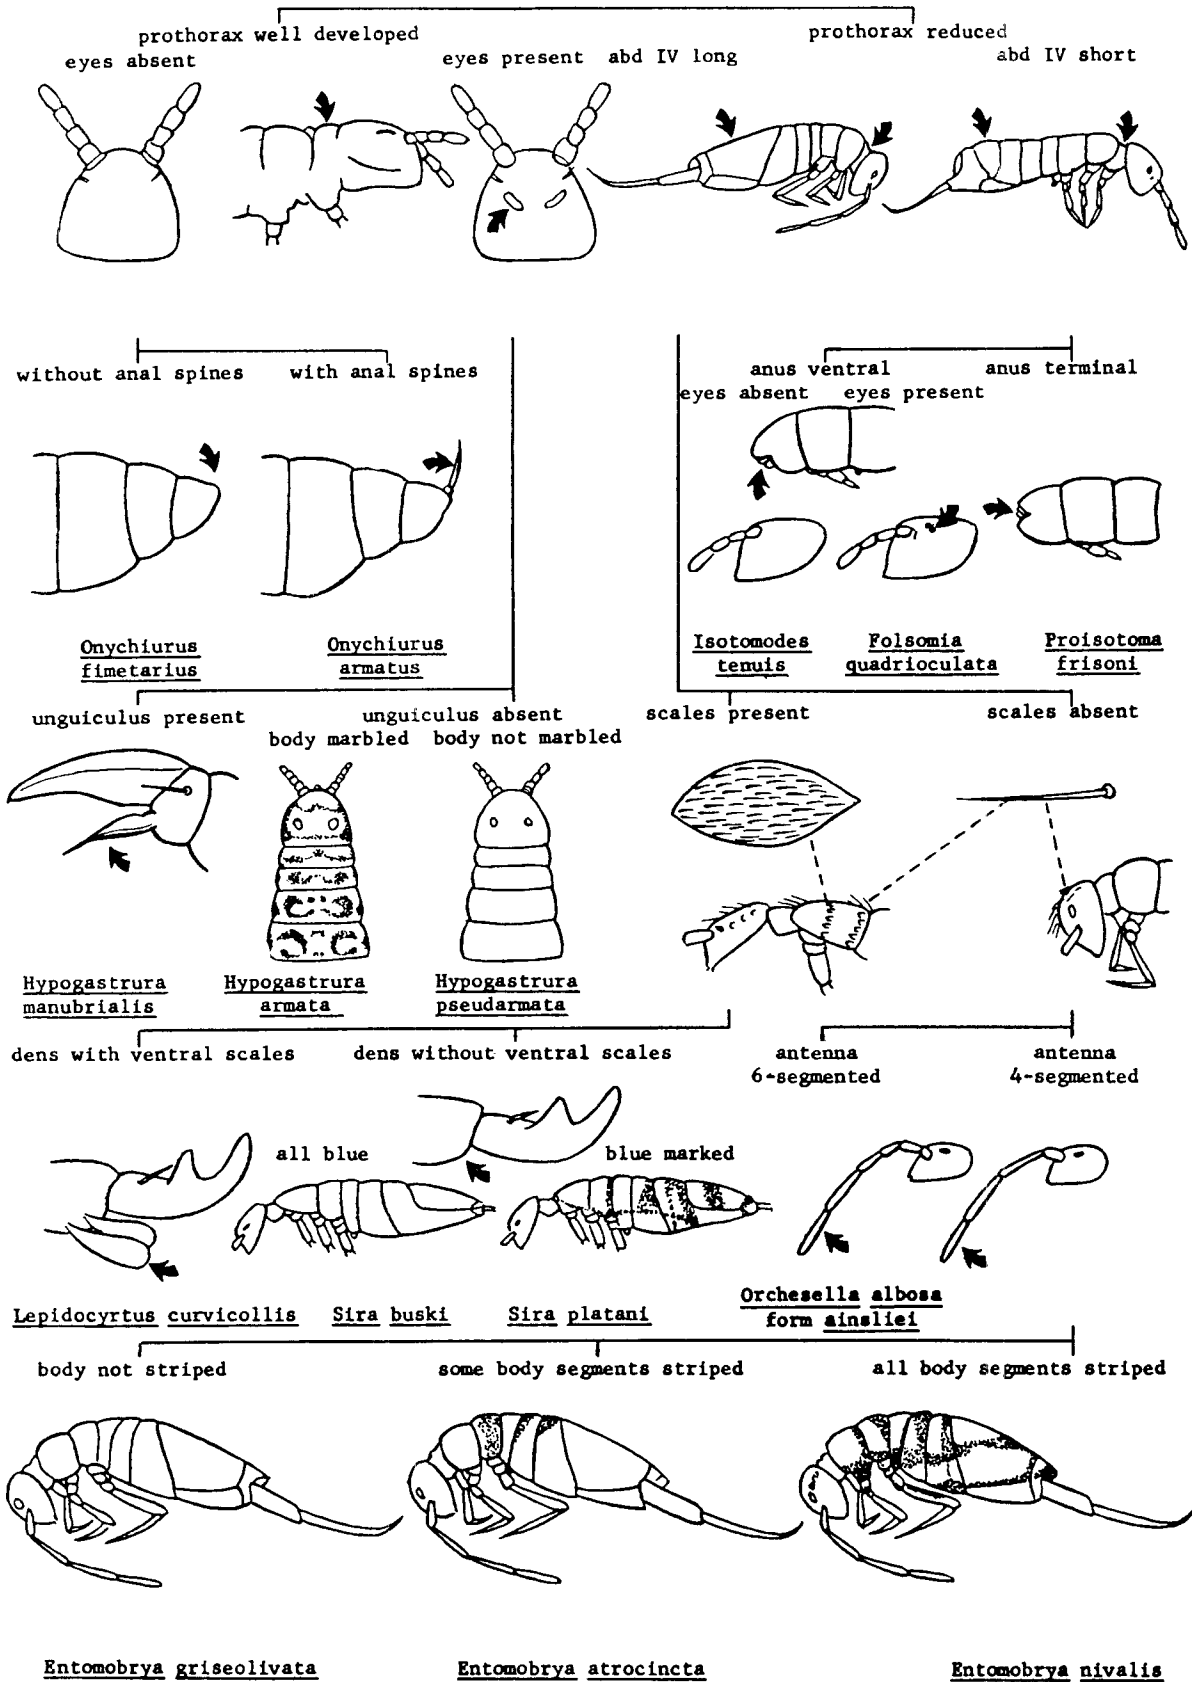 prothorax well developed
prothorax reduced
eyes absent
eyes present
abd IV long
abd IV short
without anal spines
with anal spines
anus ventral
anus terminal
eyes absent
eyes present
Onychiurus
fimetarius
Onychiurus
armatus
Isotomodes
tenuis
Folsomia
quadrioculata
Proisotoma
frisoni
unguiculus present
unguiculus absent
body marbled
body not marbled
scales present
scales absent
Hypogastrura
manubrialis
Hypogastrura
armata
Hypogastrura
pseudarmata
dens with ventral scales
dens without ventral scales
antenna
6-segmented
antenna
4-segmented
all blue
blue marked
Lepidocyrtus curvicollis
Sira buski
Sira platani
Orchesella albosa
form ainsliei
body not striped
some body segments striped
all body segments striped
Entomobrya griseolivata
Entomobrya atrocincta
Entomobrya nivalis